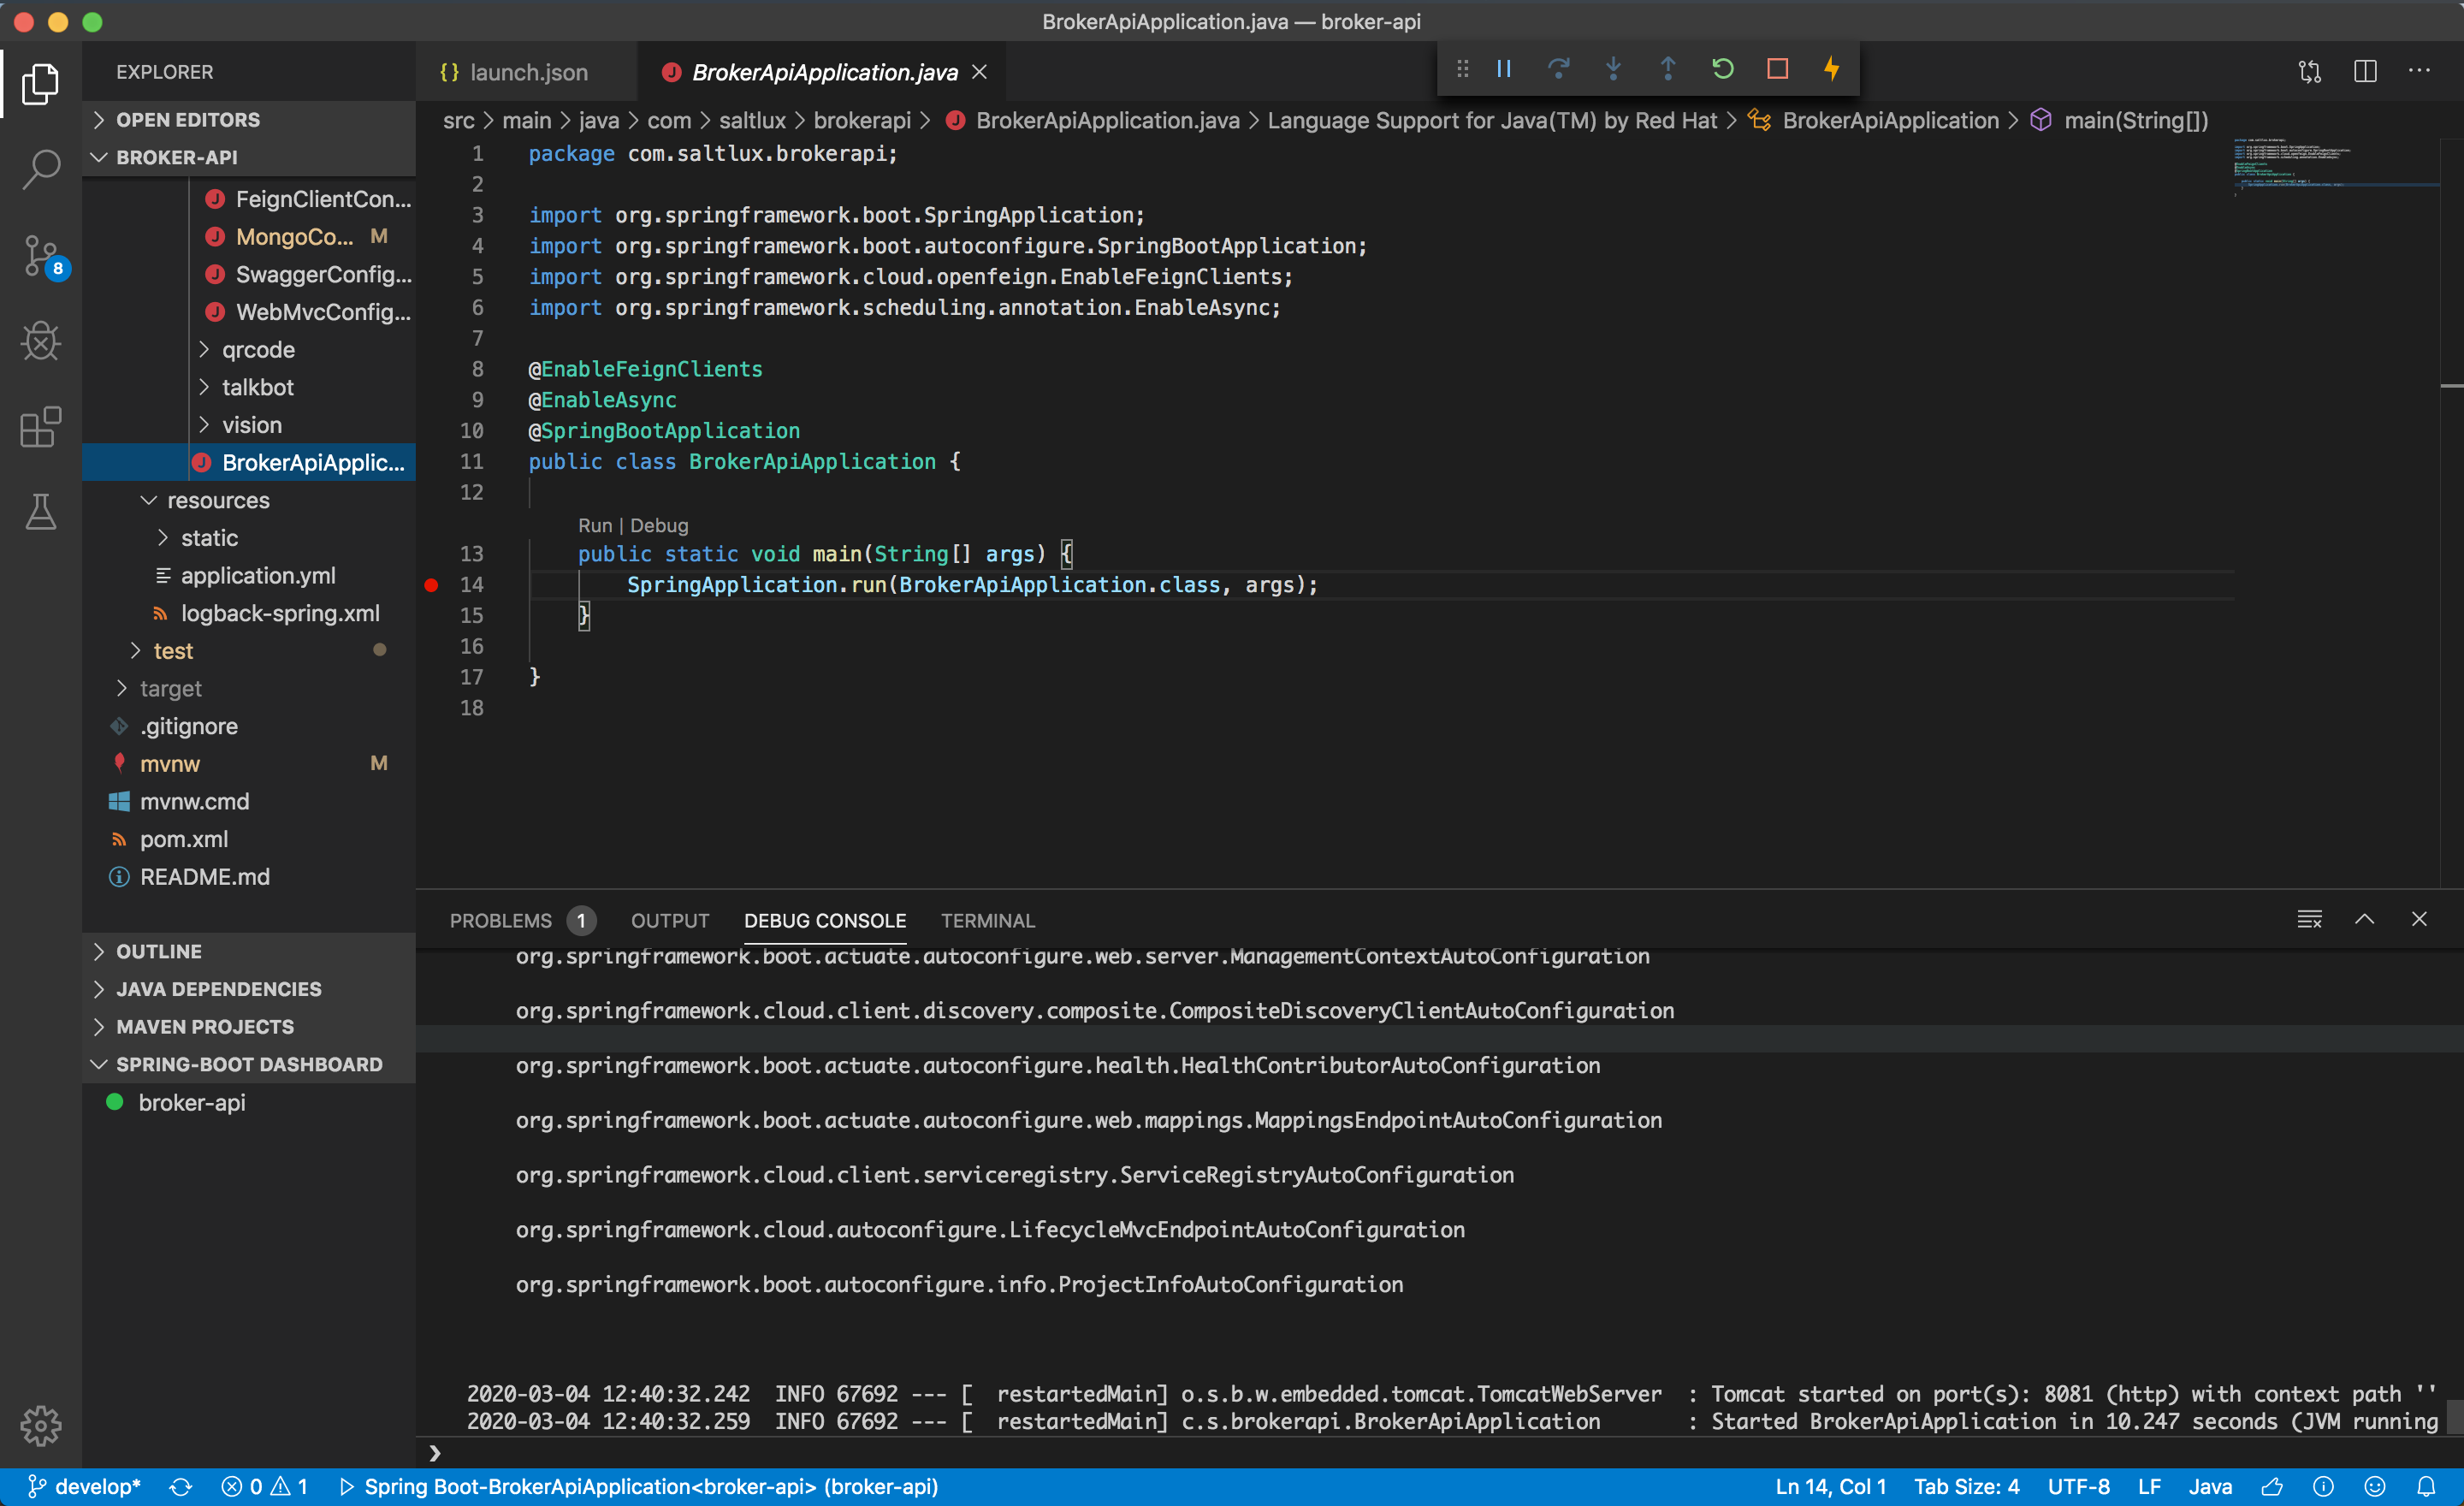 BrokerApiApplication.java — broker-api
EXPLORER
OPEN EDITORS
BROKER-API
FeignClientCon...
MongoCo... M
SwaggerConfig...
WebMvcConfig...
qrcode
talkbot
vision
BrokerApiApplic...
resources
static
application.yml
logback-spring.xml
test
target
.gitignore
mvnw M
mvnw.cmd
pom.xml
README.md
OUTLINE
JAVA DEPENDENCIES
MAVEN PROJECTS
SPRING-BOOT DASHBOARD
broker-api
8
{} launch.json
J BrokerApiApplication.java
src > main > java > com > saltlux > brokerapi > J BrokerApiApplication.java > Language Support for Java(TM) by Red Hat > BrokerApiApplication > main(String[])
1 package com.saltlux.brokerapi;
2
3 import org.springframework.boot.SpringApplication;
4 import org.springframework.boot.autoconfigure.SpringBootApplication;
5 import org.springframework.cloud.openfeign.EnableFeignClients;
6 import org.springframework.scheduling.annotation.EnableAsync;
7
8 @EnableFeignClients
9 @EnableAsync
10 @SpringBootApplication
11 public class BrokerApiApplication {
12
Run | Debug
13 public static void main(String[] args) {
14 SpringApplication.run(BrokerApiApplication.class, args);
15 }
16
17 }
18
PROBLEMS 1 OUTPUT DEBUG CONSOLE TERMINAL
org.springframework.boot.actuate.autoconfigure.web.server.ManagementContextAutoConfiguration
org.springframework.cloud.client.discovery.composite.CompositeDiscoveryClientAutoConfiguration
org.springframework.boot.actuate.autoconfigure.health.HealthContributorAutoConfiguration
org.springframework.boot.actuate.autoconfigure.web.mappings.MappingsEndpointAutoConfiguration
org.springframework.cloud.client.serviceregistry.ServiceRegistryAutoConfiguration
org.springframework.cloud.autoconfigure.LifecycleMvcEndpointAutoConfiguration
org.springframework.boot.autoconfigure.info.ProjectInfoAutoConfiguration
2020-03-04 12:40:32.242 INFO 67692 --- [ restartedMain] o.s.b.w.embedded.tomcat.TomcatWebServer : Tomcat started on port(s): 8081 (http) with context path ''
2020-03-04 12:40:32.259 INFO 67692 --- [ restartedMain] c.s.brokerapi.BrokerApiApplication : Started BrokerApiApplication in 10.247 seconds (JVM running
develop* 0 1 Spring Boot-BrokerApiApplication<broker-api> (broker-api) Ln 14, Col 1 Tab Size: 4 UTF-8 LF Java